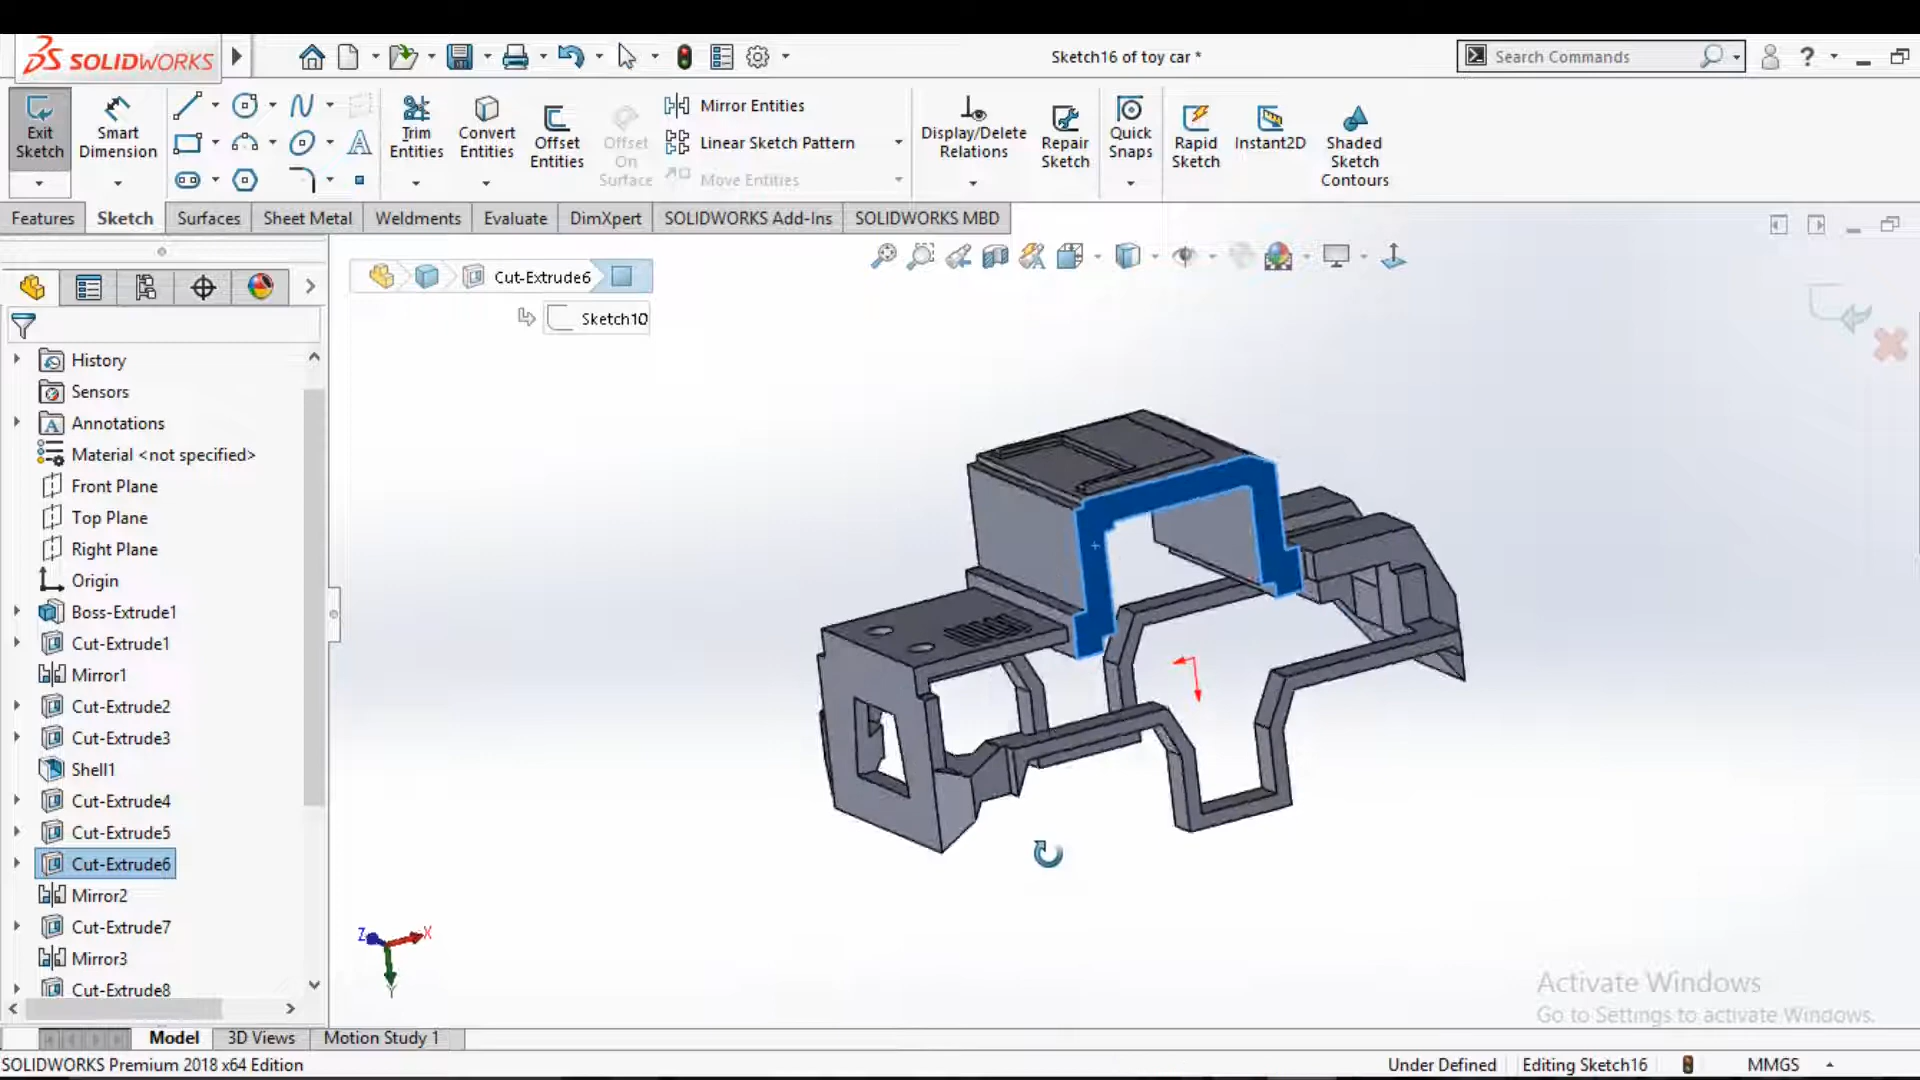 SOLIDWORKS
Sketch16 of toy car *
Search Commands
?
Exit Sketch
Smart Dimension
Trim Entities
Convert Entities
Offset Entities
Offset On Surface
Mirror Entities
Linear Sketch Pattern
Move Entities
Display/Delete Relations
Repair Sketch
Quick Snaps
Rapid Sketch
Instant2D
Shaded Sketch Contours
Features
Sketch
Surfaces
Sheet Metal
Weldments
Evaluate
DimXpert
SOLIDWORKS Add-Ins
SOLIDWORKS MBD
Cut-Extrude6
Sketch10
History
Sensors
Annotations
Material <not specified>
Front Plane
Top Plane
Right Plane
Origin
Boss-Extrude1
Cut-Extrude1
Mirror1
Cut-Extrude2
Cut-Extrude3
Shell1
Cut-Extrude4
Cut-Extrude5
Cut-Extrude6
Mirror2
Cut-Extrude7
Mirror3
Cut-Extrude8
Z
X
Y
Activate Windows
Go to Settings to activate Windows.
Model
3D Views
Motion Study 1
SOLIDWORKS Premium 2018 x64 Edition
Under Defined
Editing Sketch16
MMGS